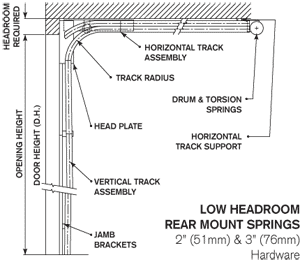 HEADROOM
REQUIRED
HORIZONTAL TRACK
ASSEMBLY
TRACK RADIUS
DRUM & TORSION
SPRINGS
HEAD PLATE
HORIZONTAL
TRACK SUPPORT
OPENING HEIGHT
DOOR HEIGHT (D.H.)
VERTICAL TRACK
ASSEMBLY
JAMB
BRACKETS
LOW HEADROOM
REAR MOUNT SPRINGS
2" (51mm) & 3" (76mm)
Hardware